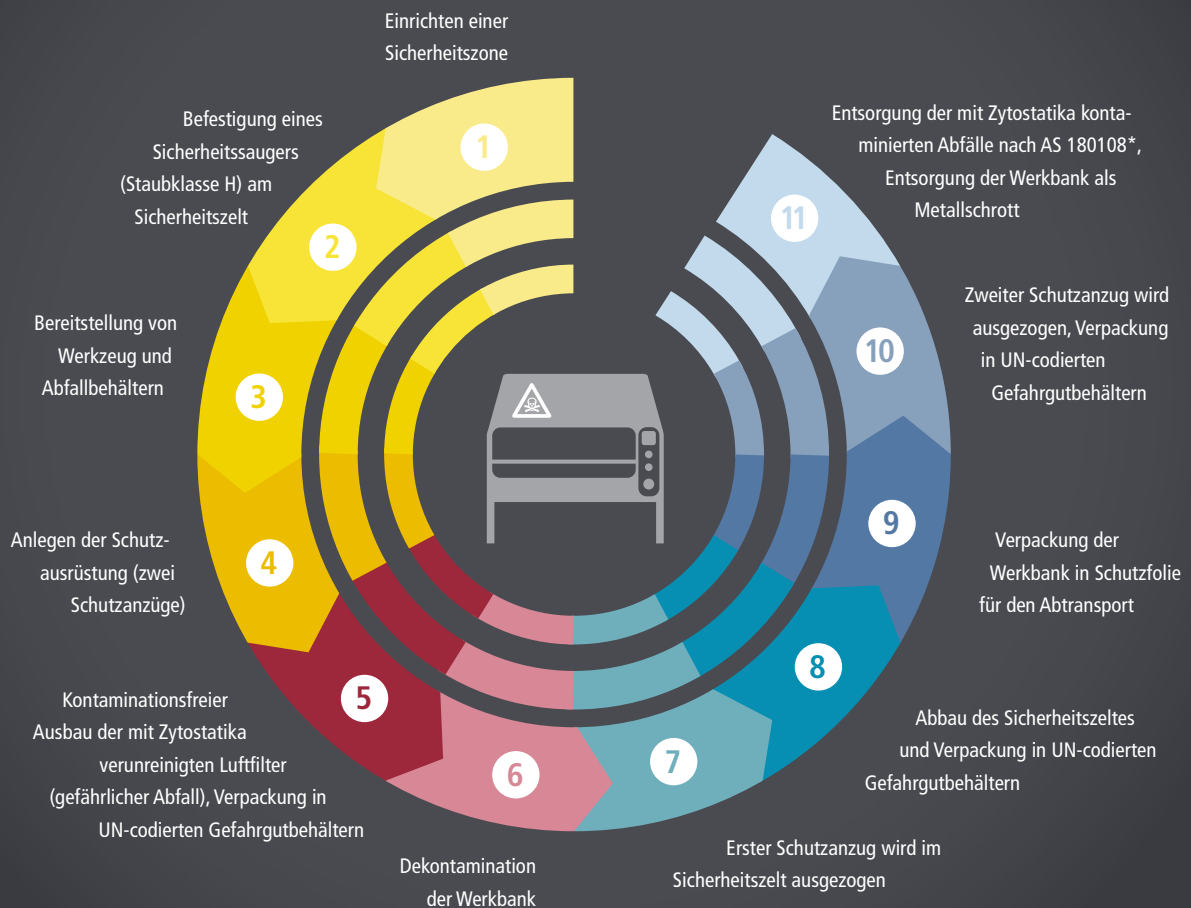 Einrichten einer
Sicherheitszone
1
Befestigung eines
Sicherheitssaugers
(Staubklasse H) am
Sicherheitszelt
2
Bereitstellung von
Werkzeug und
Abfallbehältern
3
Anlegen der Schutz-
ausrüstung (zwei
Schutzanzüge)
4
Kontaminationsfreier
Ausbau der mit Zytostatika
verunreinigten Luftfilter
(gefährlicher Abfall), Verpackung in
UN-codierten Gefahrgutbehältern
5
Dekontamination
der Werkbank
6
Erster Schutzanzug wird im
Sicherheitszelt ausgezogen
7
Abbau des Sicherheitszeltes
und Verpackung in UN-codierten
Gefahrgutbehältern
8
Verpackung der
Werkbank in Schutzfolie
für den Abtransport
9
Zweiter Schutzanzug wird
ausgezogen, Verpackung
in UN-codierten
Gefahrgutbehältern
10
Entsorgung der mit Zytostatika konta-
minierten Abfälle nach AS 180108*,
Entsorgung der Werkbank als
Metallschrott
11